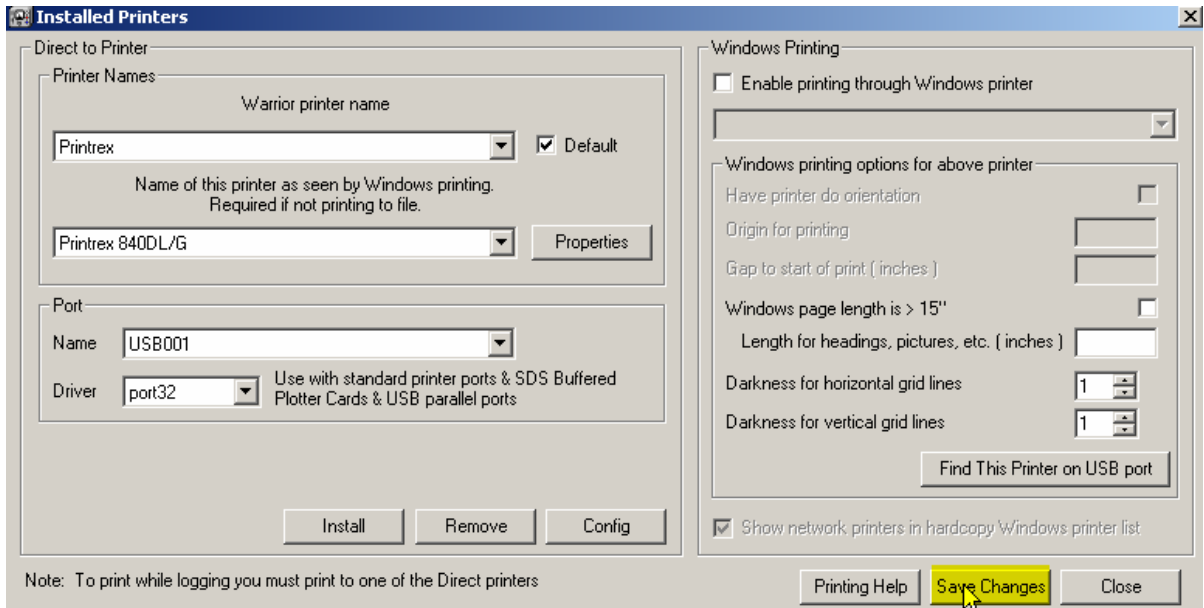 Installed Printers
Direct to Printer
Printer Names
Warrior printer name
Printrex
Default
Name of this printer as seen by Windows printing.
Required if not printing to file.
Printrex 840DL/G
Properties
Port
Name
USB001
Driver
port32
Use with standard printer ports & SDS Buffered
Plotter Cards & USB parallel ports
Install
Remove
Config
Note: To print while logging you must print to one of the Direct printers
Windows Printing
Enable printing through Windows printer
Windows printing options for above printer
Have printer do orientation
Origin for printing
Gap to start of print ( inches )
Windows page length is > 15"
Length for headings, pictures, etc. ( inches )
Darkness for horizontal grid lines
1
Darkness for vertical grid lines
1
Find This Printer on USB port
Show network printers in hardcopy Windows printer list
Printing Help
Save Changes
Close